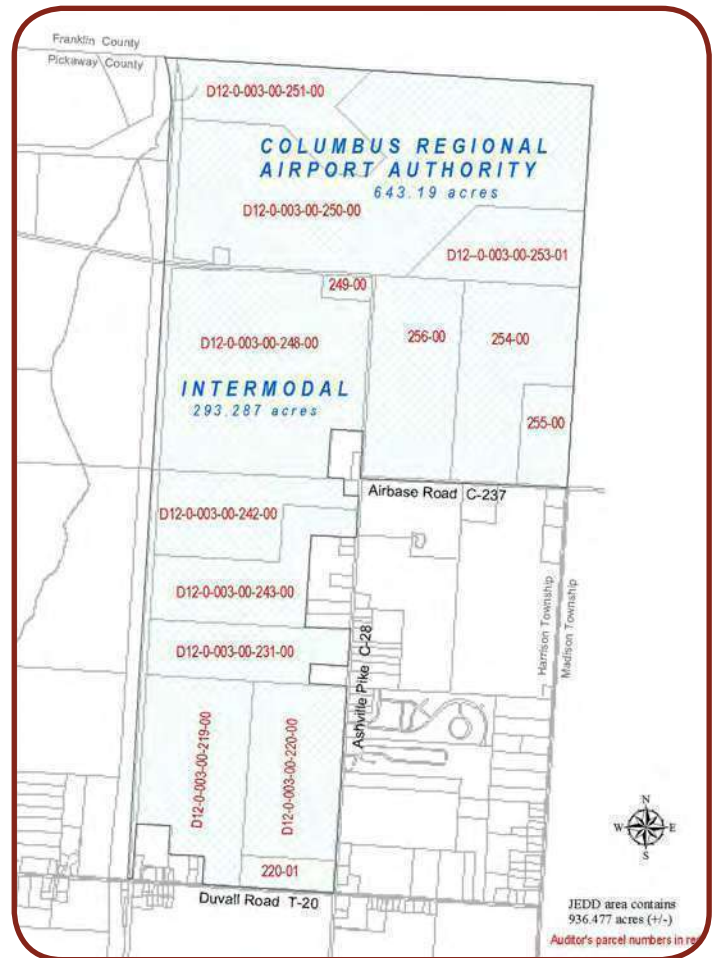 Franklin County
Pickaway County
D12-0-003-00-251-00
COLUMBUS REGIONAL
AIRPORT AUTHORITY
643.19 acres
D12-0-003-00-250-00
D12--0-003-00-253-01
249-00
D12-0-003-00-248-00
256-00
254-00
INTERMODAL
293.287 acres
255-00
Airbase Road C-237
D12-0-003-00-242-00
D12-0-003-00-243-00
Harrison Township
Madison Township
Ashville Pike C-28
D12-0-003-00-231-00
D12-0-003-00-219-00
D12-0-003-00-220-00
N
W E
S
220-01
Duvall Road T-20
JEDD area contains
936.477 acres (+/-)
Auditor's parcel numbers in re